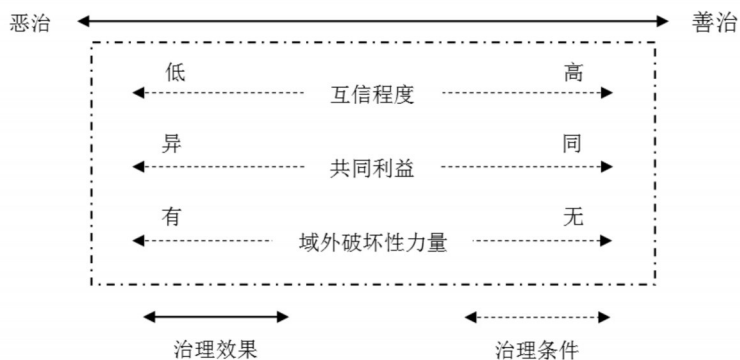 恶治 善治
低 高
互信程度
异 同
共同利益
有 无
域外破坏性力量
治理效果 治理条件